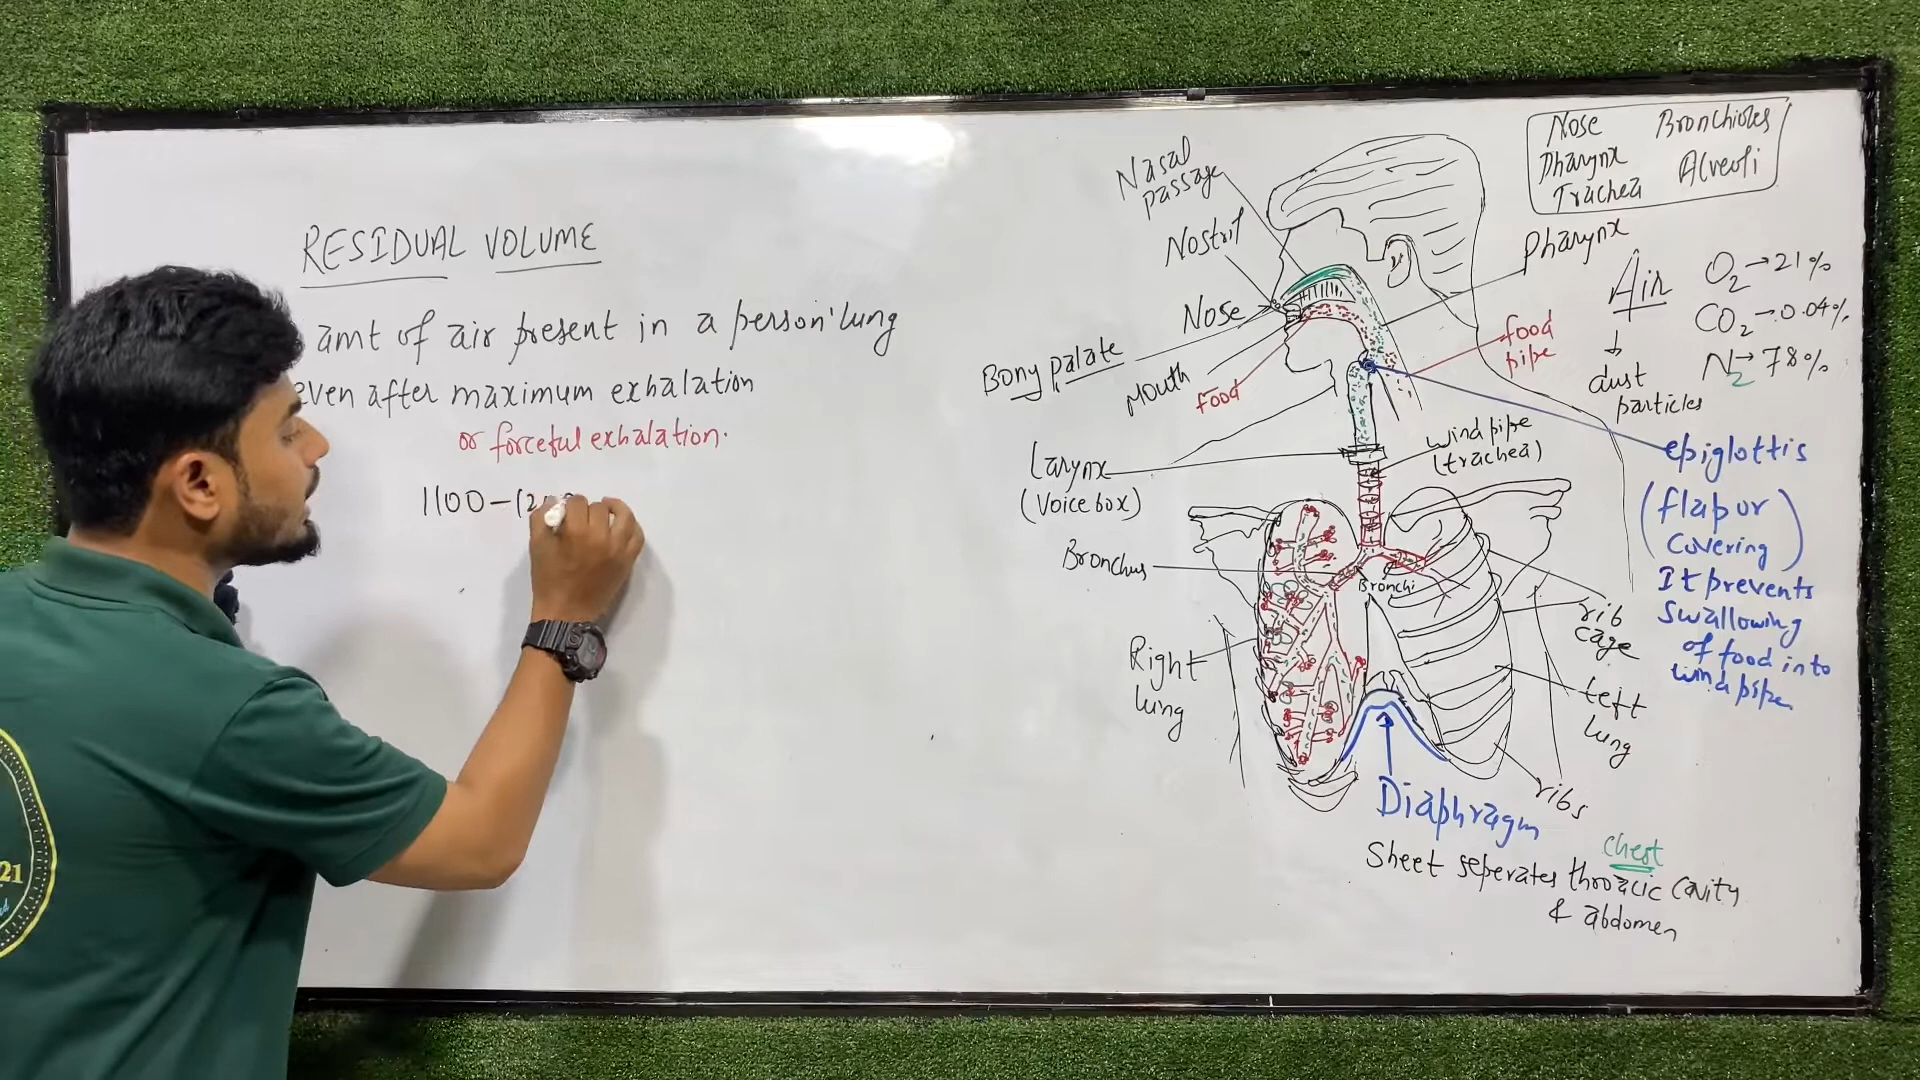 RESIDUAL VOLUME
amt of air present in a person' lung
even after maximum exhalation
or forceful exhalation.
1100-1200
Nasal
passage
Nostril
Nose
Bony palate
Mouth
food
Larynx
(Voice box)
Bronchus
Right
lung
Nose Bronchioles
Pharynx Alveoli
Trachea
Pharynx
food
pipe
wind pipe
(trachea)
Bronchi
rib
cage
left
lung
ribs
Air
dust
particles
O2→21%
CO2→0.04%
N2→78%
epiglottis
(flap or
covering)
It prevents
swallowing
of food into
wind pipe
Diaphragm
Chest
Sheet seperates throacic cavity
& abdomen
21